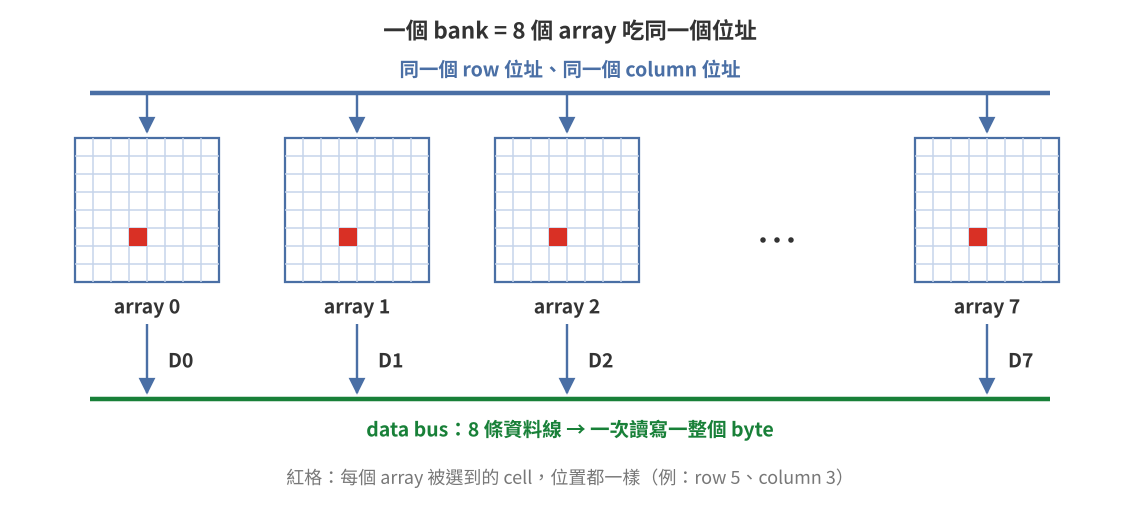 一個 bank = 8 個 array 吃同一個位址
同一個 row 位址、同一個 column 位址
...
array 0
array 1
array 2
array 7
D0
D1
D2
D7
data bus：8 條資料線 → 一次讀寫一整個 byte
紅格：每個 array 被選到的 cell，位置都一樣（例：row 5、column 3）